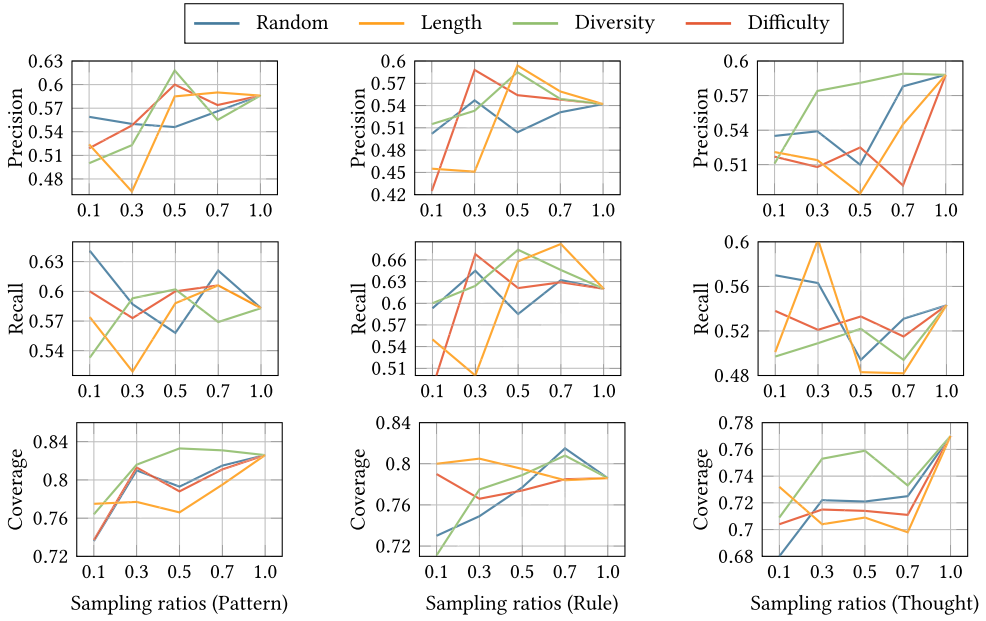 Random Length Diversity Difficulty
Precision
0.63
0.6
0.57
0.54
0.51
0.48
0.1 0.3 0.5 0.7 1.0
Precision
0.6
0.57
0.54
0.51
0.48
0.45
0.42
0.1 0.3 0.5 0.7 1.0
Precision
0.6
0.57
0.54
0.51
0.1 0.3 0.5 0.7 1.0
Recall
0.63
0.6
0.57
0.54
0.1 0.3 0.5 0.7 1.0
Recall
0.66
0.63
0.6
0.57
0.54
0.51
0.1 0.3 0.5 0.7 1.0
Recall
0.6
0.56
0.52
0.48
0.1 0.3 0.5 0.7 1.0
Coverage
0.84
0.8
0.76
0.72
0.1 0.3 0.5 0.7 1.0
Sampling ratios (Pattern)
Coverage
0.84
0.8
0.76
0.72
0.1 0.3 0.5 0.7 1.0
Sampling ratios (Rule)
Coverage
0.78
0.76
0.74
0.72
0.7
0.68
0.1 0.3 0.5 0.7 1.0
Sampling ratios (Thought)